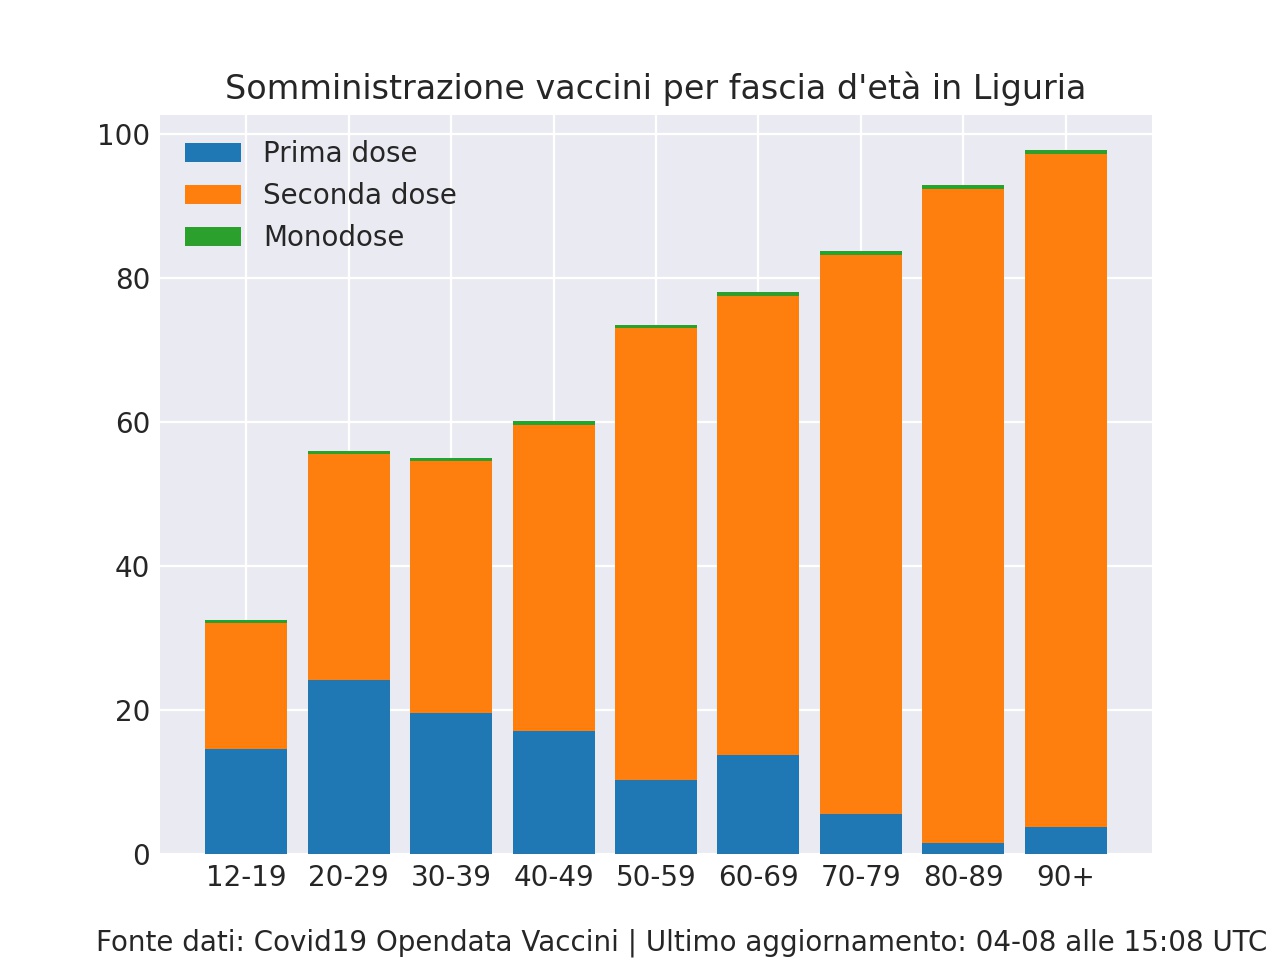 Somministrazione vaccini per fascia d'età in Liguria
100
80
60
40
20
0
Prima dose
Seconda dose
Monodose
12-19 20-29 30-39 40-49 50-59 60-69 70-79 80-89 90+
Fonte dati: Covid19 Opendata Vaccini | Ultimo aggiornamento: 04-08 alle 15:08 UTC